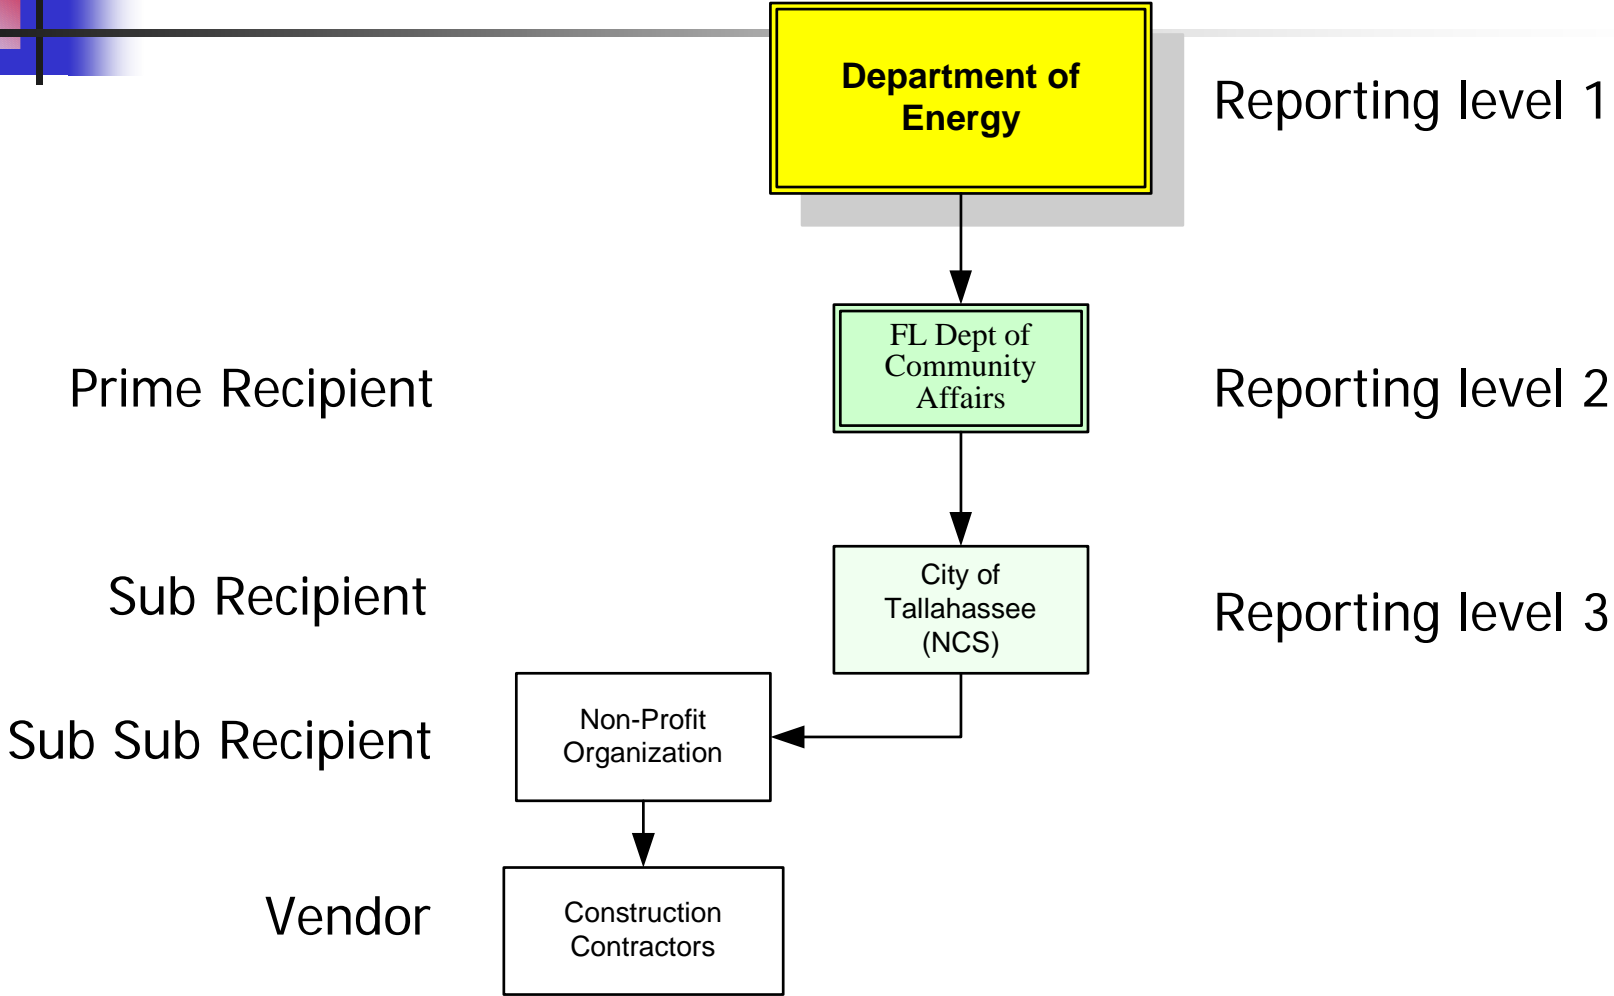 Department of
Energy
Reporting level 1
Prime Recipient
FL Dept of
Community
Affairs
Reporting level 2
Sub Recipient
City of
Tallahassee
(NCS)
Reporting level 3
Sub Sub Recipient
Non-Profit
Organization
Vendor
Construction
Contractors